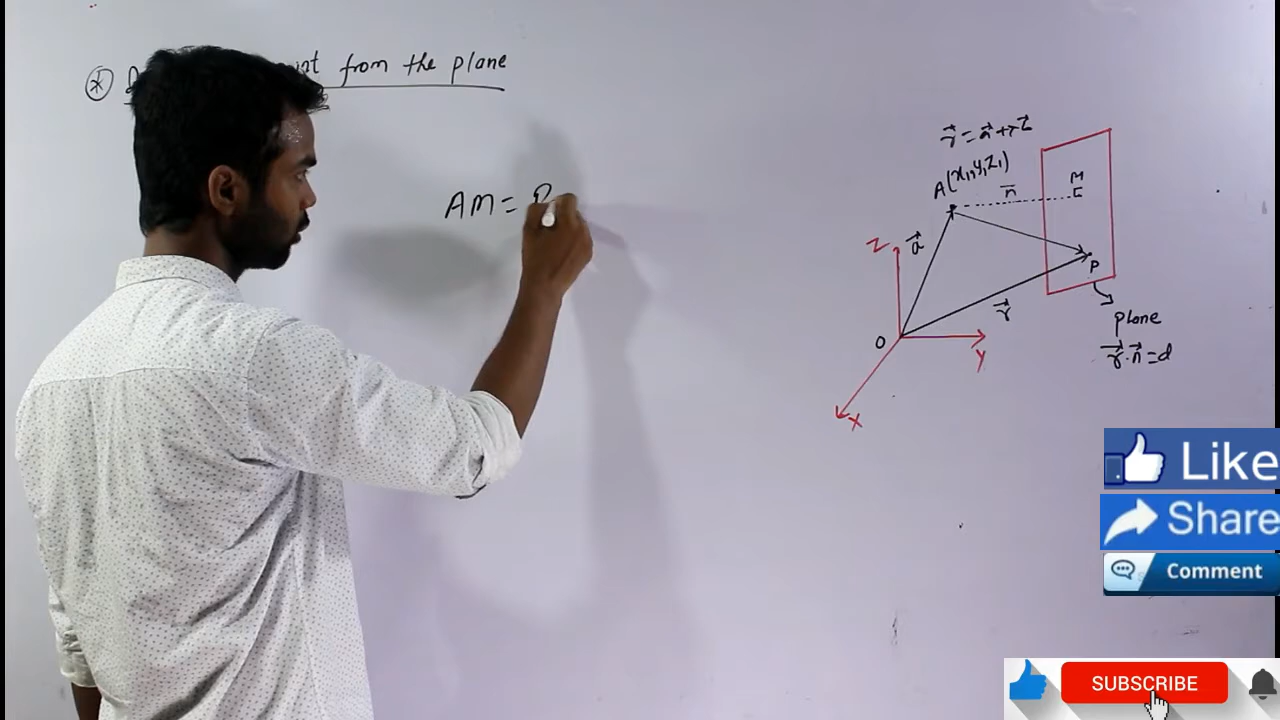 from the plane
AM =
A(x₁,y₁,z₁)
n⃗
M
Z
a⃗
P
r⃗
O
Y
plane
r⃗.n⃗=d
X
Like
Share
Comment
SUBSCRIBE